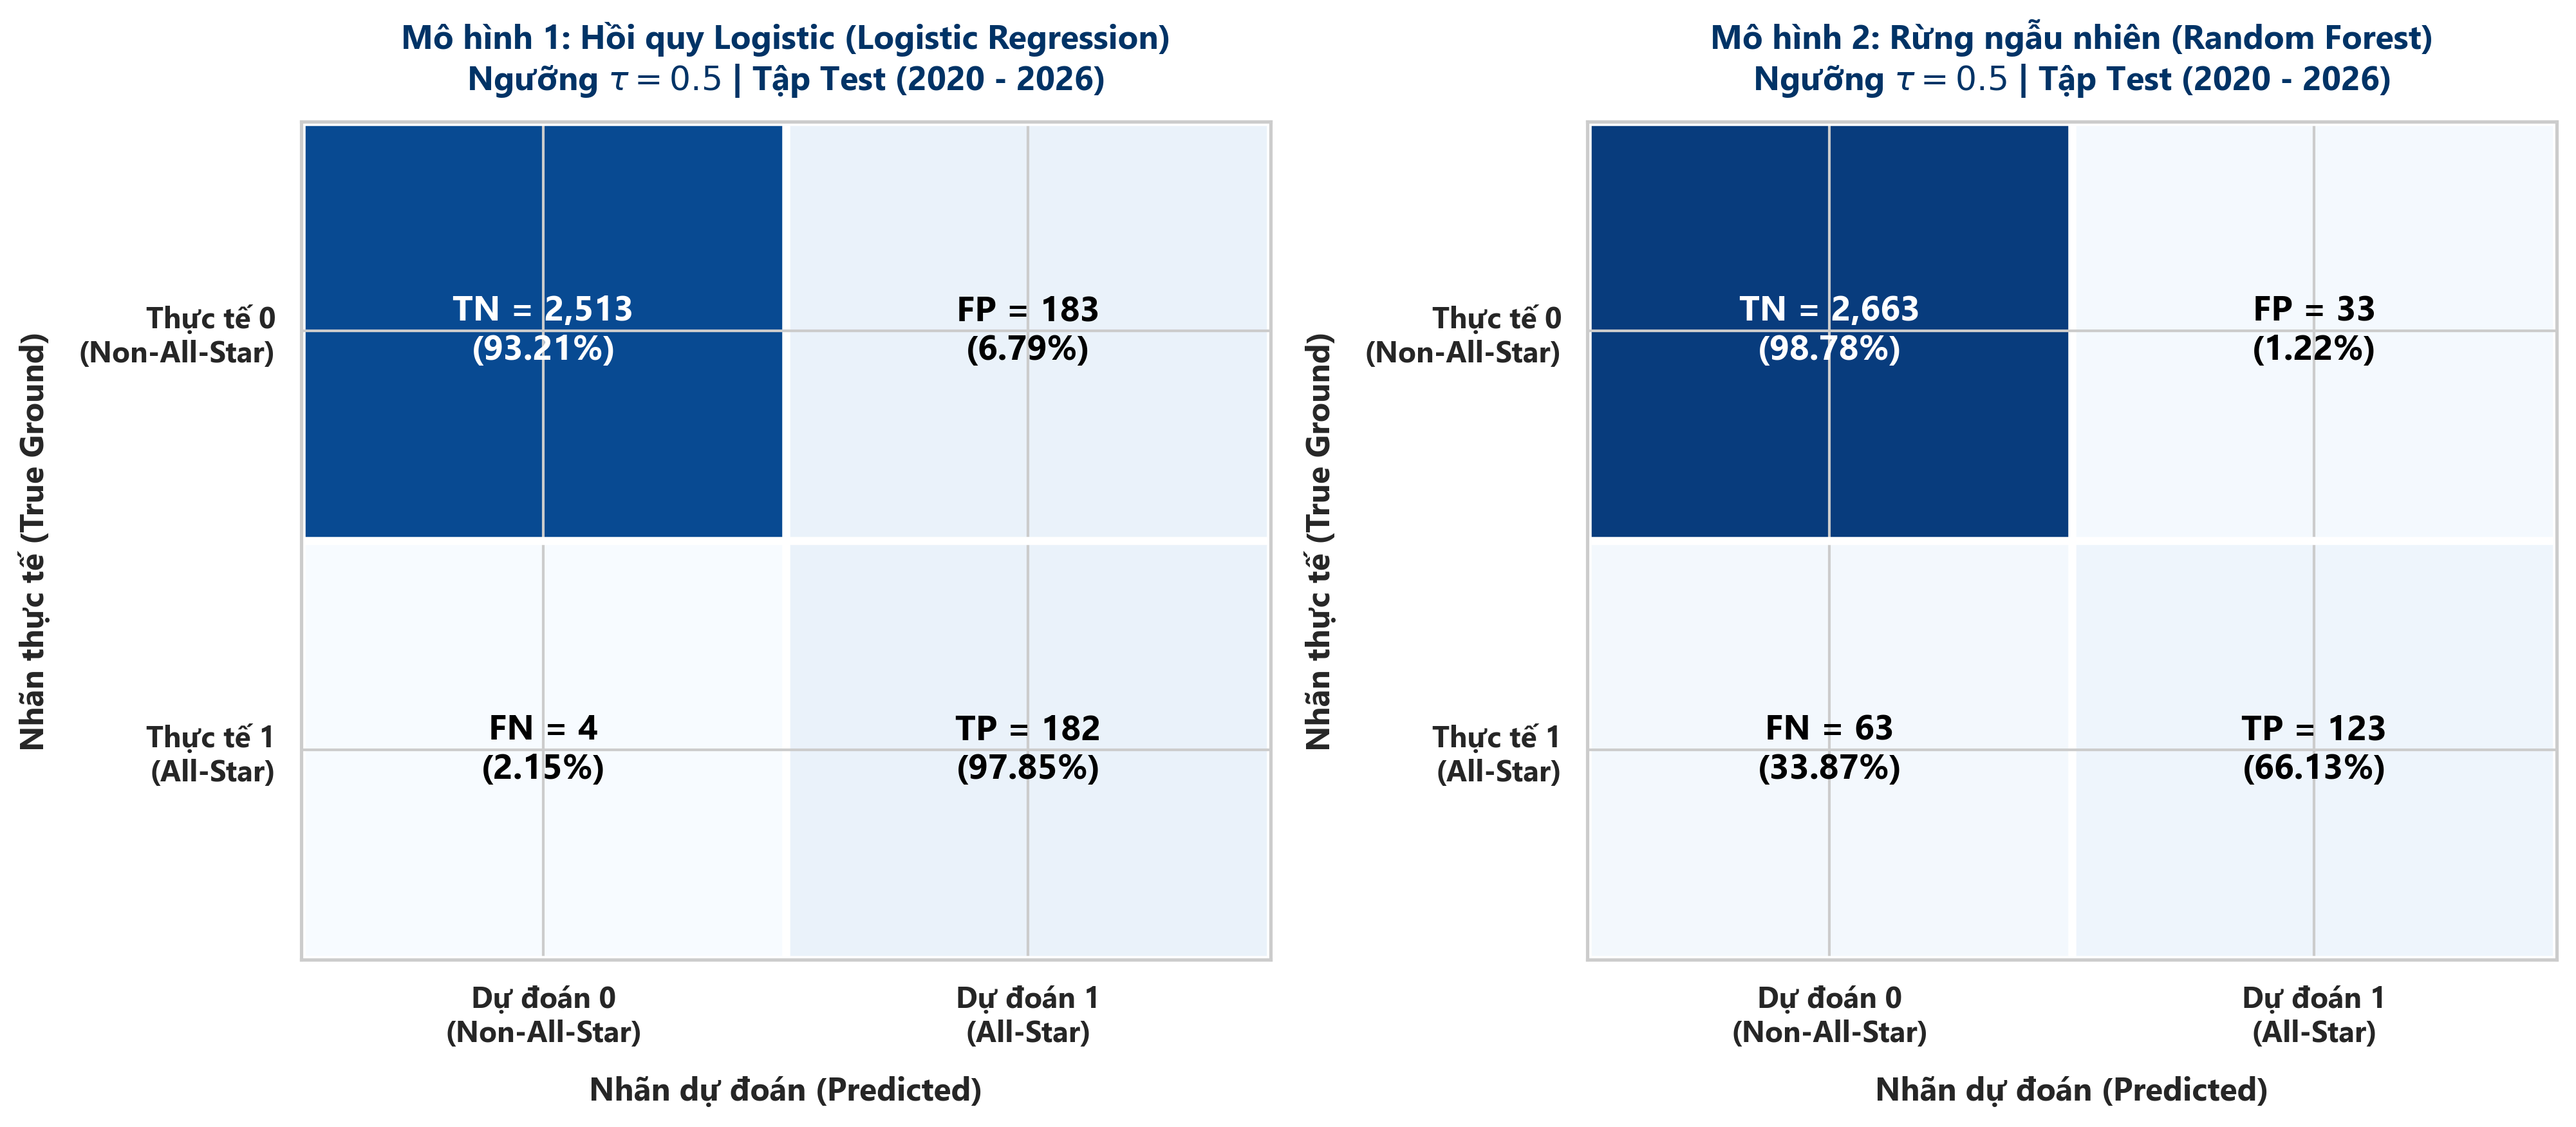 Mô hình 1: Hồi quy Logistic (Logistic Regression)
Ngưỡng τ = 0.5 | Tập Test (2020 - 2026)
Nhãn thực tế (True Ground)
Thực tế 0
(Non-All-Star)
TN = 2,513
(93.21%)
FP = 183
(6.79%)
Thực tế 1
(All-Star)
FN = 4
(2.15%)
TP = 182
(97.85%)
Dự đoán 0
(Non-All-Star)
Dự đoán 1
(All-Star)
Nhãn dự đoán (Predicted)
Mô hình 2: Rừng ngẫu nhiên (Random Forest)
Ngưỡng τ = 0.5 | Tập Test (2020 - 2026)
Nhãn thực tế (True Ground)
Thực tế 0
(Non-All-Star)
TN = 2,663
(98.78%)
FP = 33
(1.22%)
Thực tế 1
(All-Star)
FN = 63
(33.87%)
TP = 123
(66.13%)
Dự đoán 0
(Non-All-Star)
Dự đoán 1
(All-Star)
Nhãn dự đoán (Predicted)